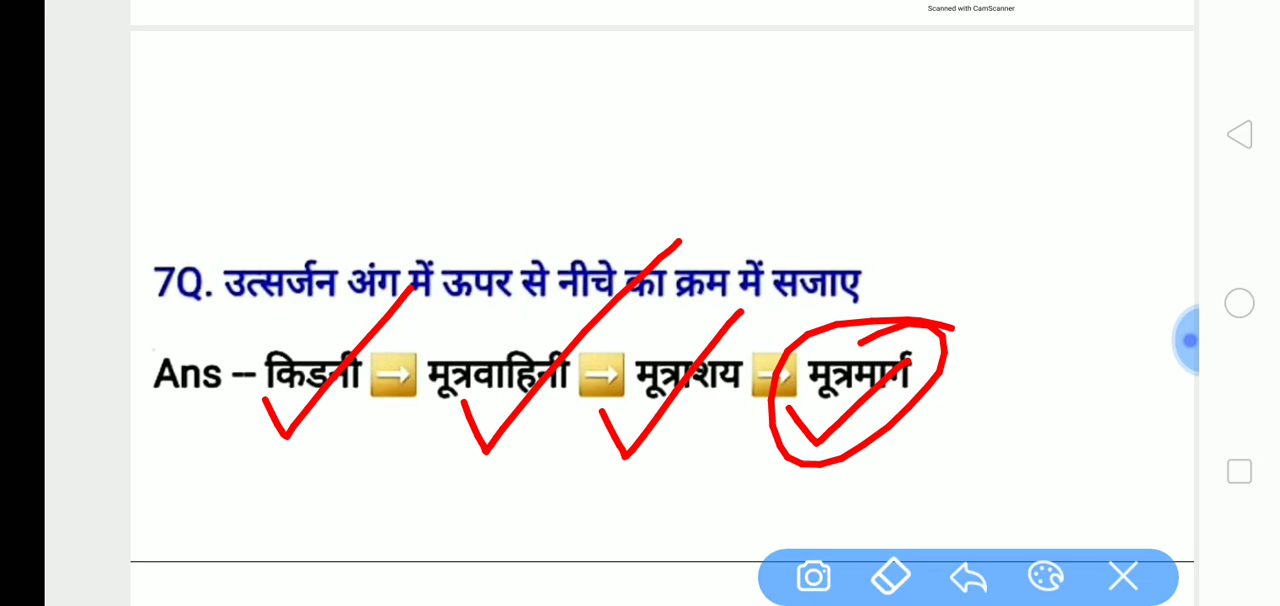 Scanned with CamScanner
7Q. उत्सर्जन अंग में ऊपर से नीचे का क्रम में सजाए
Ans -- किडनी ➡ मूत्रवाहिनी ➡ मूत्राशय ➡ मूत्रमार्ग